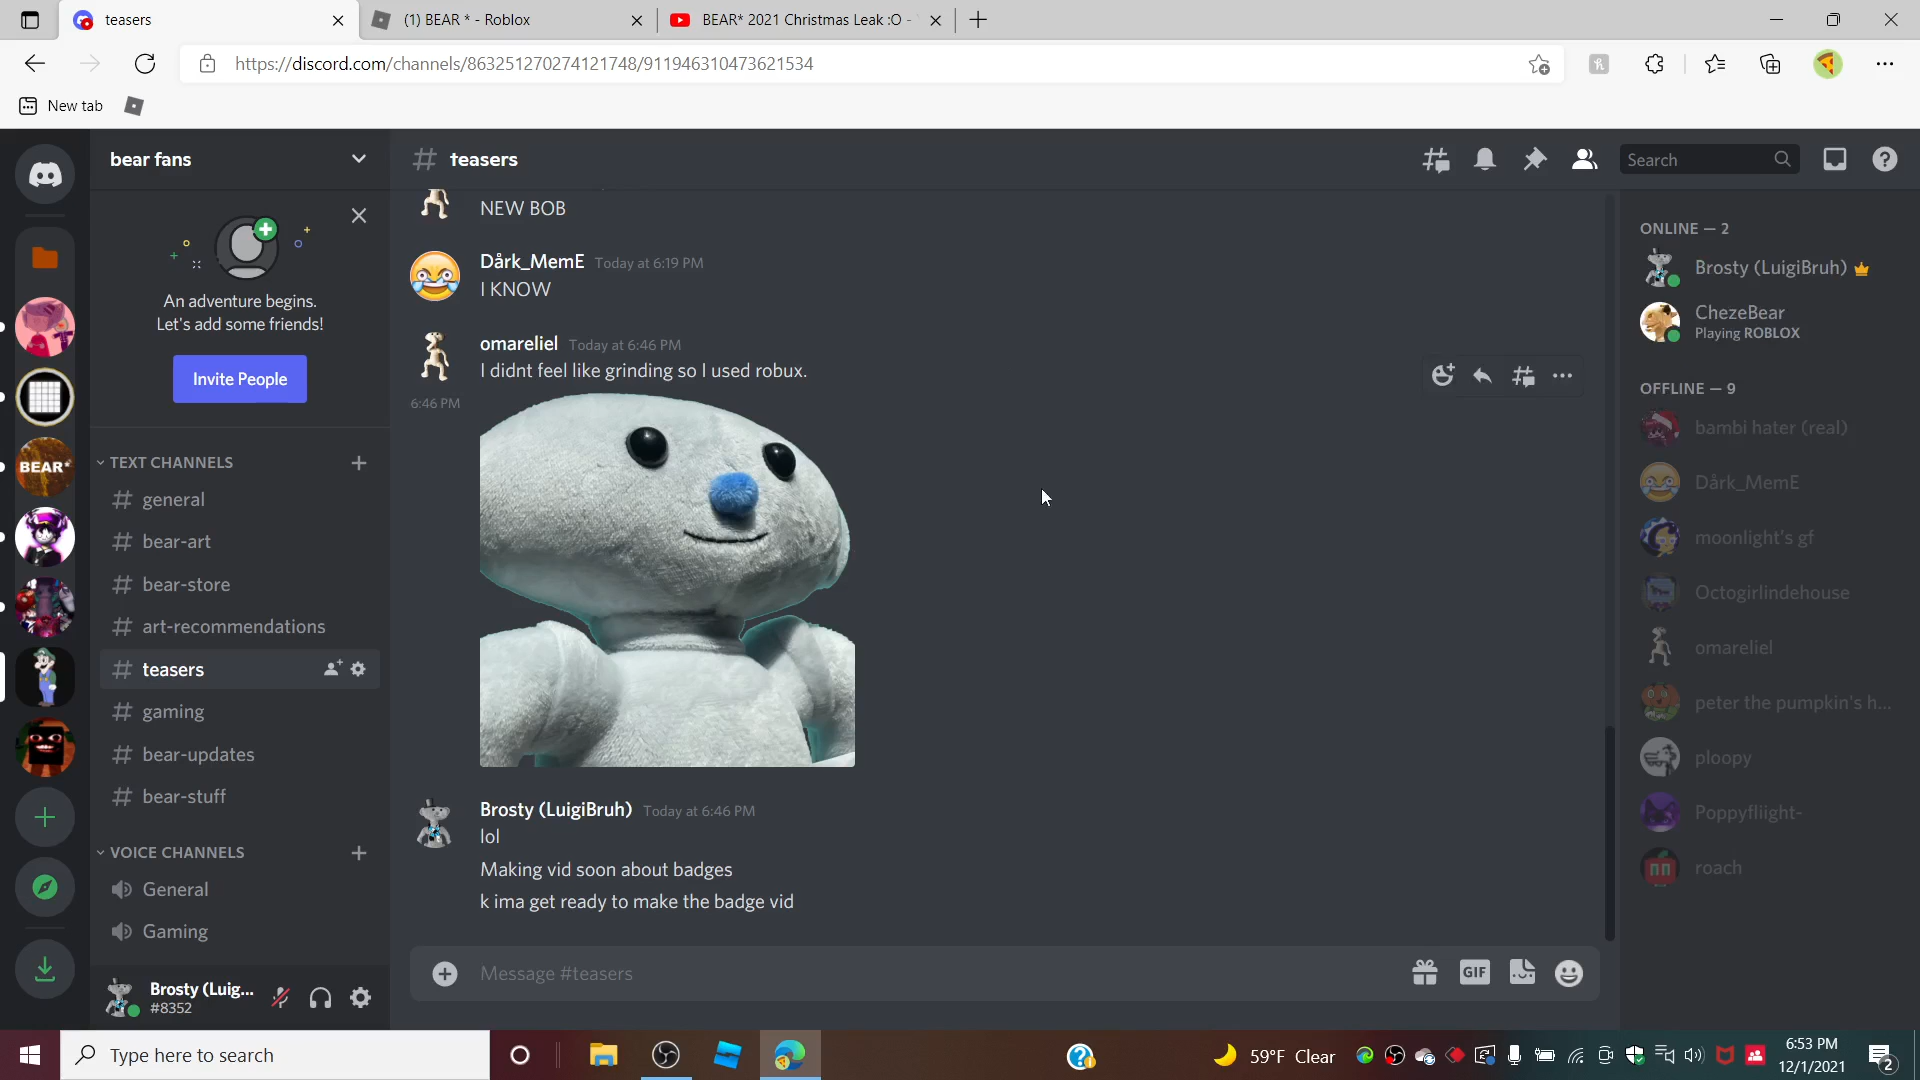 teasers
(1) BEAR * - Roblox
BEAR* 2021 Christmas Leak :O -
https://discord.com/channels/863251270274121748/911946310473621534
New tab
bear fans
An adventure begins.
Let's add some friends!
Invite People
TEXT CHANNELS
general
bear-art
bear-store
art-recommendations
teasers
gaming
bear-updates
bear-stuff
VOICE CHANNELS
General
Gaming
Brosty (Luig...
#8352
BEAR*
# teasers
Search
NEW BOB
Dårk_MemE Today at 6:19 PM
I KNOW
omareliel Today at 6:46 PM
I didnt feel like grinding so I used robux.
6:46 PM
Brosty (LuigiBruh) Today at 6:46 PM
lol
Making vid soon about badges
k ima get ready to make the badge vid
Message #teasers
GIF
ONLINE — 2
Brosty (LuigiBruh)
ChezeBear
Playing ROBLOX
OFFLINE — 9
bambi hater (real)
Dårk_MemE
moonlight's gf
Octogirlindehouse
omareliel
peter the pumpkin's h...
ploopy
Poppyfliight-
roach
Type here to search
59°F Clear
6:53 PM
12/1/2021
2